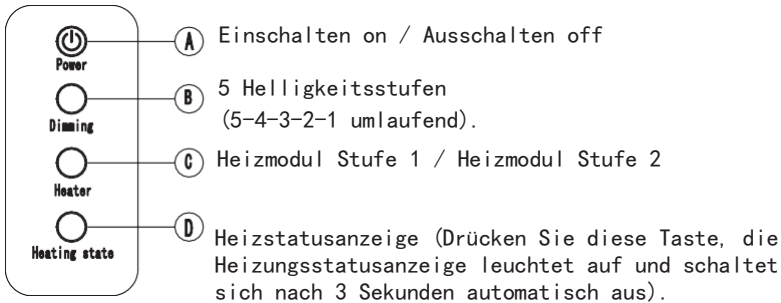 Power
A Einschalten on / Ausschalten off
Dimming
B 5 Helligkeitsstufen
(5-4-3-2-1 umlaufend).
Heater
C Heizmodul Stufe 1 / Heizmodul Stufe 2
Heating state
D Heizstatusanzeige (Drücken Sie diese Taste, die
Heizungsstatusanzeige leuchtet auf und schaltet
sich nach 3 Sekunden automatisch aus).